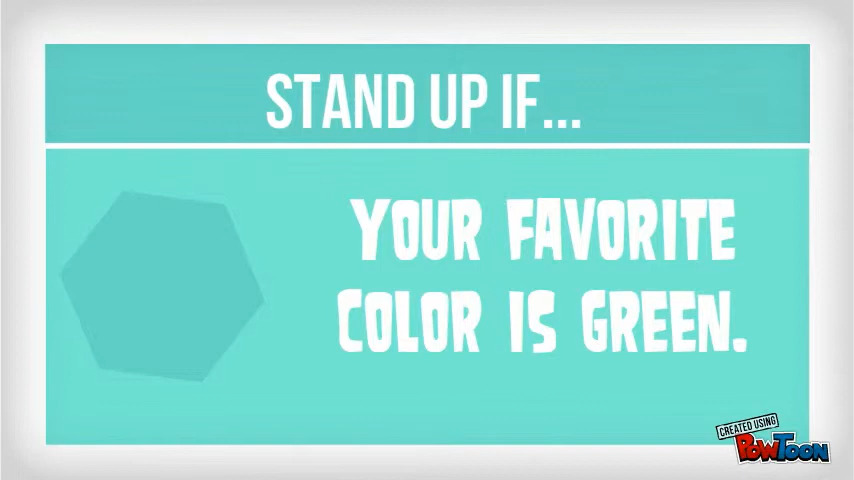 STAND UP IF...
YOUR FAVORITE
COLOR IS GREEN.
CREATED USING
POWTOON